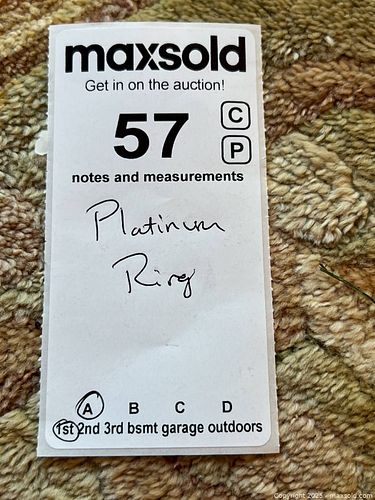 maxsold
Get in on the auction!
57
C
P
notes and measurements
Platinum
Ring
A B C D
1st 2nd 3rd bsmt garage outdoors
Copyright 2025 - maxsold.com